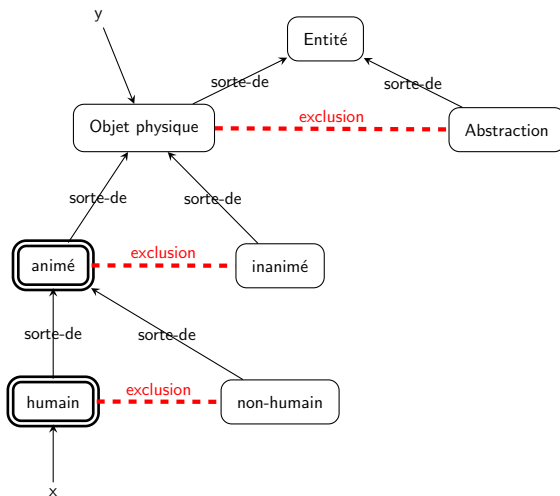 y
Entité
sorte-de
sorte-de
Objet physique
exclusion
Abstraction
sorte-de
sorte-de
animé
exclusion
inanimé
sorte-de
sorte-de
humain
exclusion
non-humain
x